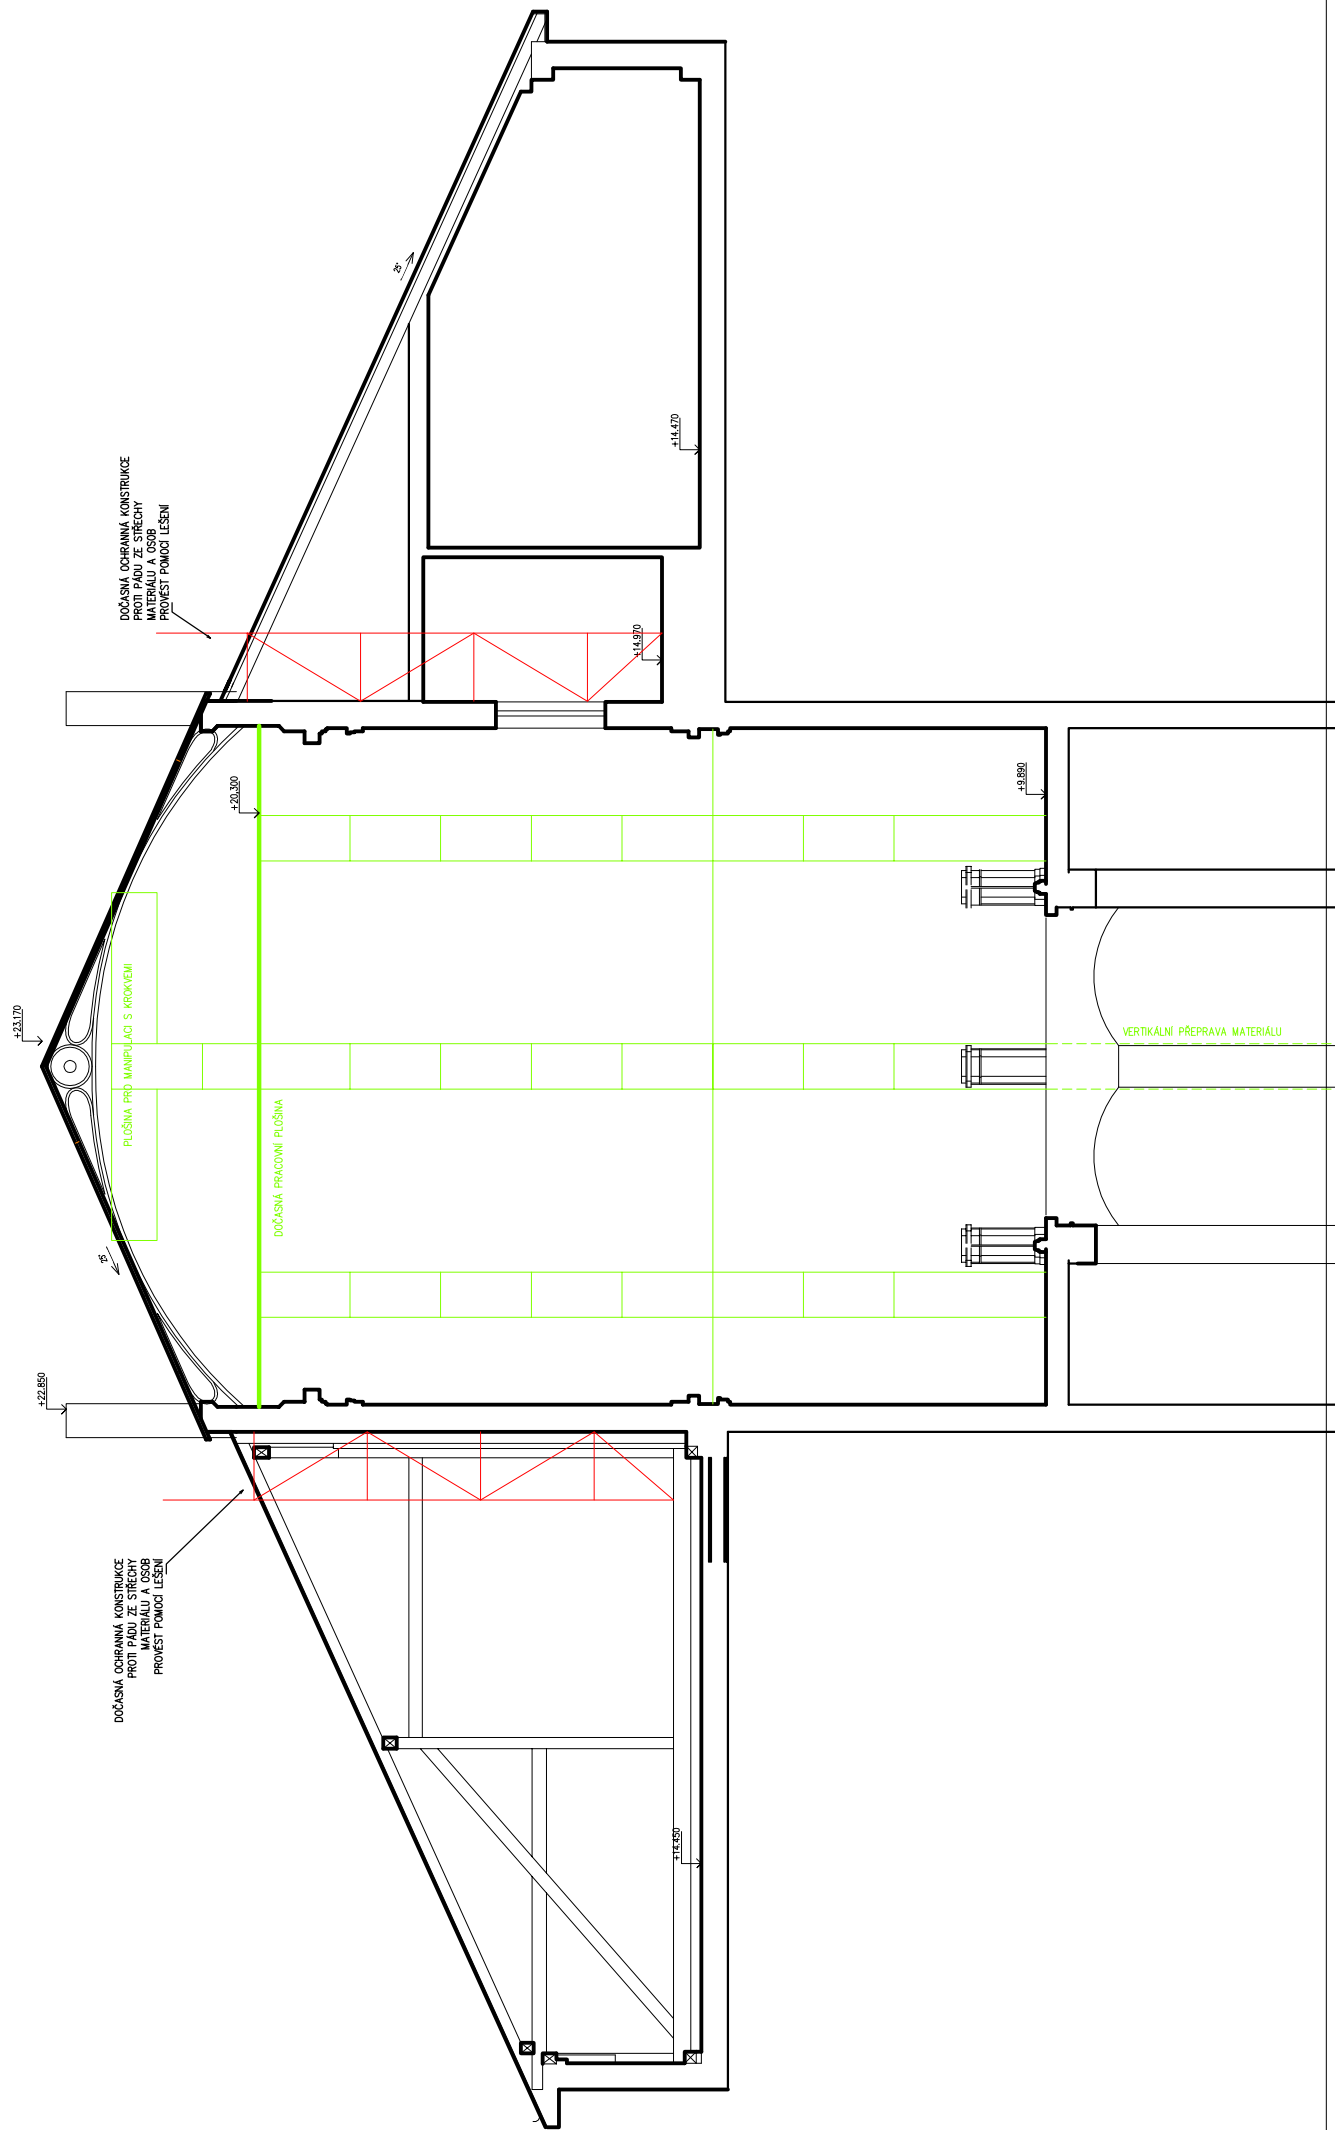 DOČASNÁ OCHRANNÁ KONSTRUKCE
PROTI PÁDU ZE STŘECHY
MATERIÁLU A OSOB
PROVÉST POMOCÍ LEŠENÍ
+22.850
25°
+23.170
PLOŠINA PRO MANIPULACI S KROKVEMI
DOČASNÁ PRACOVNÍ PLOŠINA
+20,300
DOČASNÁ OCHRANNÁ KONSTRUKCE
PROTI PÁDU ZE STŘECHY
MATERIÁLU A OSOB
PROVÉST POMOCÍ LEŠENÍ
25°
+14.450
+14.970
+14.470
+9.890
VERTIKÁLNÍ PŘEPRAVA MATERIÁLU